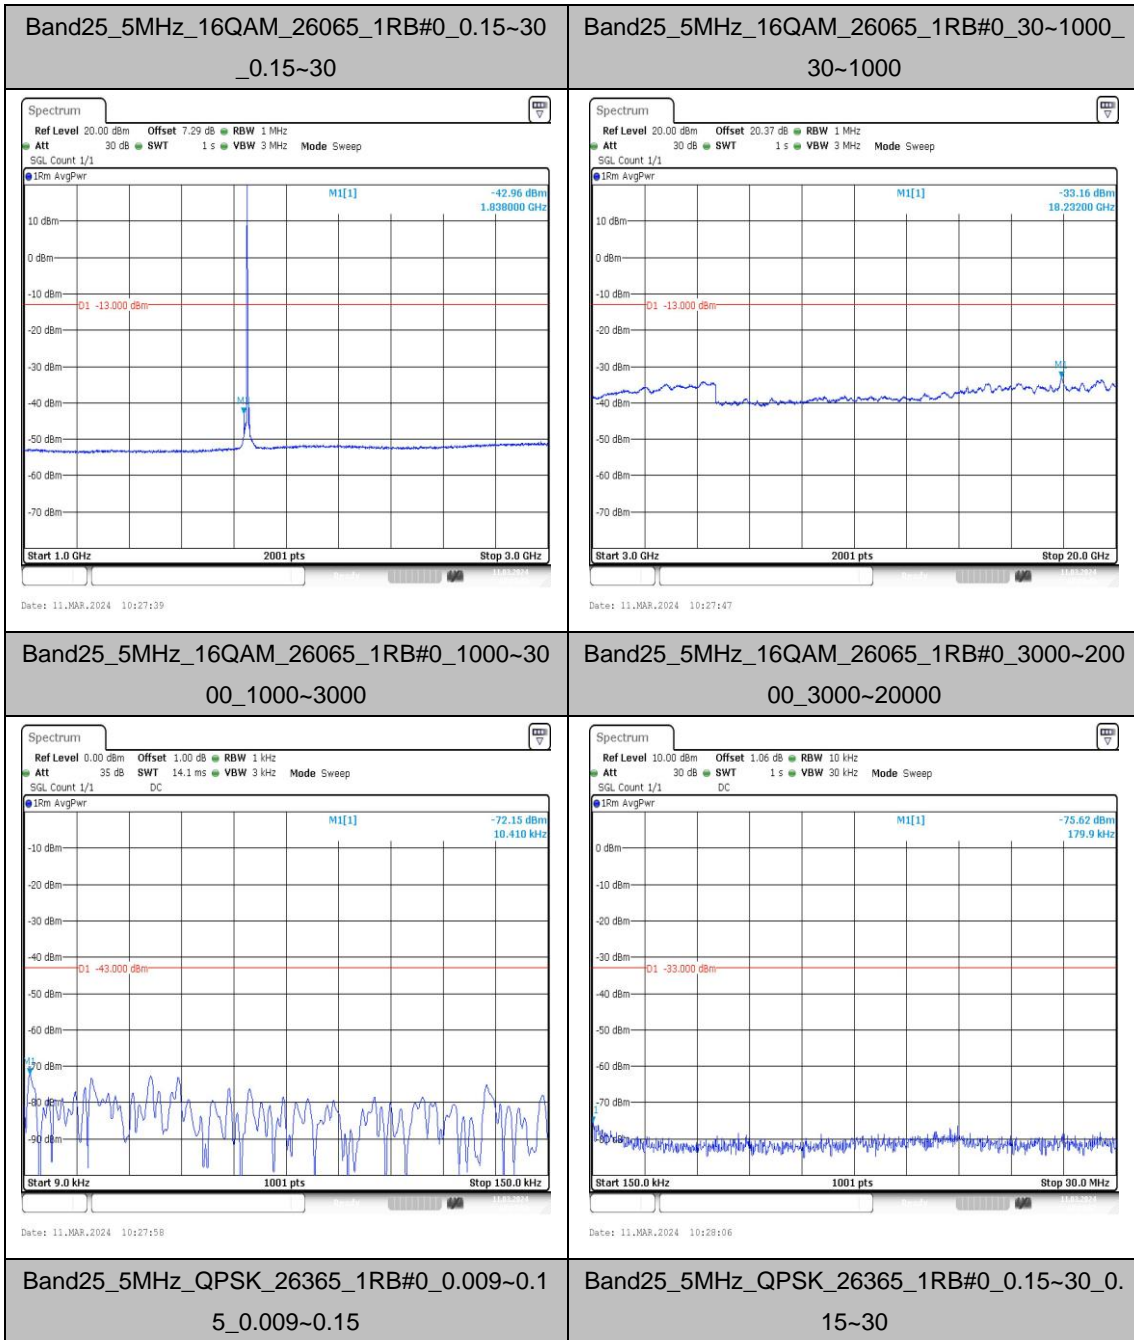 Band25_5MHz_16QAM_26065_1RB#0_0.15~30
_0.15~30
Band25_5MHz_16QAM_26065_1RB#0_30~1000_
30~1000
Spectrum
Ref Level 20.00 dBm Offset 7.29 dB RBW 1 MHz
Att 30 dB SWT 1 s VBW 3 MHz Mode Sweep
SGL Count 1/1
1Rm AvgPwr
M1[1] -42.96 dBm
1.838000 GHz
10 dBm
0 dBm
-10 dBm
D1 -13.000 dBm
-20 dBm
-30 dBm
-40 dBm
-50 dBm
-60 dBm
-70 dBm
Start 1.0 GHz 2001 pts Stop 3.0 GHz
Date: 11.MAR.2024 10:27:39
Spectrum
Ref Level 20.00 dBm Offset 20.37 dB RBW 1 MHz
Att 30 dB SWT 1 s VBW 3 MHz Mode Sweep
SGL Count 1/1
1Rm AvgPwr
M1[1] -33.16 dBm
18.23200 GHz
10 dBm
0 dBm
-10 dBm
D1 -13.000 dBm
-20 dBm
-30 dBm
M1
-40 dBm
-50 dBm
-60 dBm
-70 dBm
Start 3.0 GHz 2001 pts Stop 20.0 GHz
Date: 11.MAR.2024 10:27:47
Band25_5MHz_16QAM_26065_1RB#0_1000~30
00_1000~3000
Band25_5MHz_16QAM_26065_1RB#0_3000~200
00_3000~20000
Spectrum
Ref Level 0.00 dBm Offset 1.00 dB RBW 1 kHz
Att 35 dB SWT 14.1 ms VBW 3 kHz Mode Sweep
SGL Count 1/1 DC
1Rm AvgPwr
M1[1] -72.15 dBm
10.410 kHz
-10 dBm
-20 dBm
-30 dBm
-40 dBm
D1 -43.000 dBm
-50 dBm
-60 dBm
-70 dBm
-80 dBm
-90 dBm
Start 9.0 kHz 1001 pts Stop 150.0 kHz
Date: 11.MAR.2024 10:27:58
Spectrum
Ref Level 10.00 dBm Offset 1.06 dB RBW 10 kHz
Att 30 dB SWT 1 s VBW 30 kHz Mode Sweep
SGL Count 1/1 DC
1Rm AvgPwr
M1[1] -75.62 dBm
179.9 kHz
0 dBm
-10 dBm
-20 dBm
-30 dBm
D1 -33.000 dBm
-40 dBm
-50 dBm
-60 dBm
-70 dBm
Start 150.0 kHz 1001 pts Stop 30.0 MHz
Date: 11.MAR.2024 10:28:06
Band25_5MHz_QPSK_26365_1RB#0_0.009~0.1
5_0.009~0.15
Band25_5MHz_QPSK_26365_1RB#0_0.15~30_0.
15~30